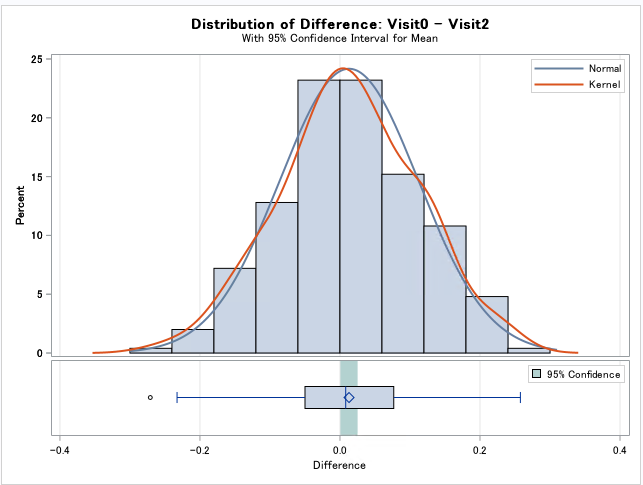 Distribution of Difference: Visit0 − Visit2
With 95% Confidence Interval for Mean
25
20
15
10
5
0
Percent
Normal
Kernel
95% Confidence
−0.4
−0.2
0.0
0.2
0.4
Difference